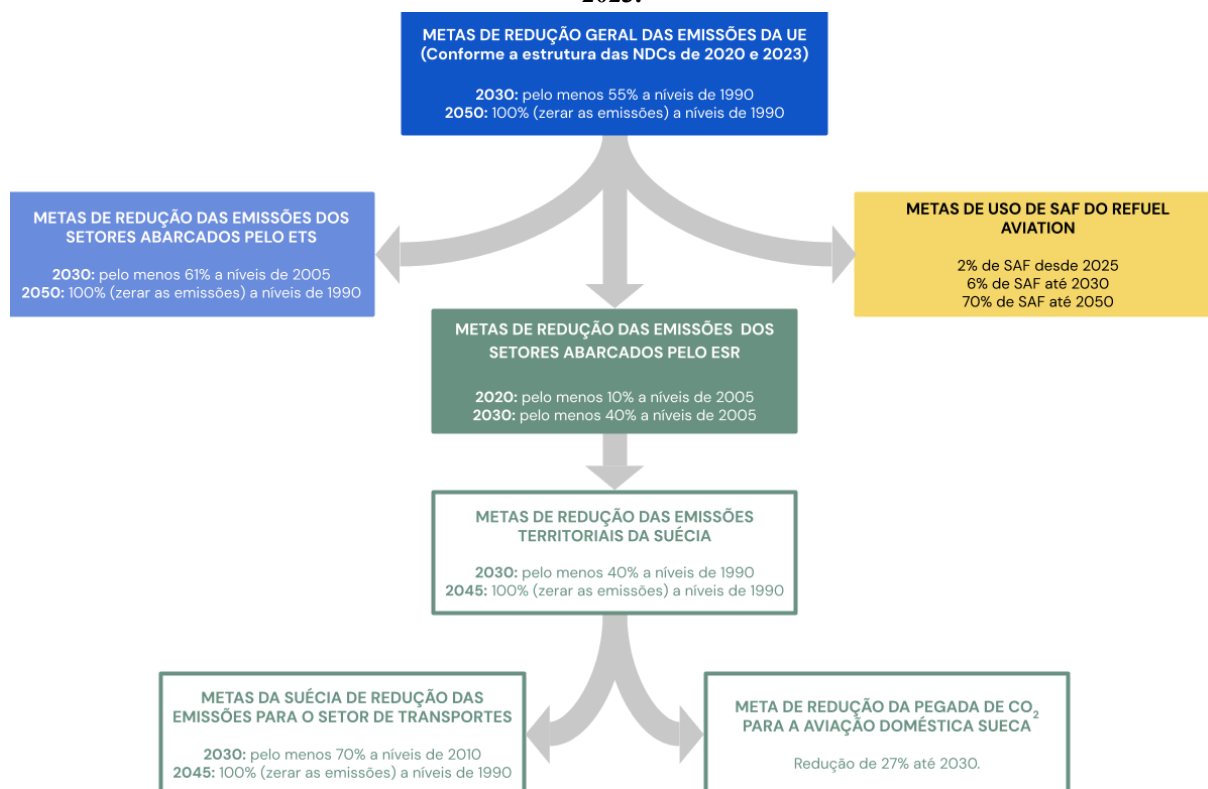 2023.
METAS DE REDUÇÃO GERAL DAS EMISSÕES DA UE
(Conforme a estrutura das NDCs de 2020 e 2023)
2030: pelo menos 55% a níveis de 1990
2050: 100% (zerar as emissões) a níveis de 1990
METAS DE REDUÇÃO DAS EMISSÕES DOS
SETORES ABARCADOS PELO ETS
2030: pelo menos 61% a níveis de 2005
2050: 100% (zerar as emissões) a níveis de 1990
METAS DE USO DE SAF DO REFUEL
AVIATION
2% de SAF desde 2025
6% de SAF até 2030
70% de SAF até 2050
METAS DE REDUÇÃO DAS EMISSÕES DOS
SETORES ABARCADOS PELO ESR
2020: pelo menos 10% a níveis de 2005
2030: pelo menos 40% a níveis de 2005
METAS DE REDUÇÃO DAS EMISSÕES
TERRITORIAIS DA SUÉCIA
2030: pelo menos 40% a níveis de 1990
2045: 100% (zerar as emissões) a níveis de 1990
METAS DA SUÉCIA DE REDUÇÃO DAS
EMISSÕES PARA O SETOR DE TRANSPORTES
2030: pelo menos 70% a níveis de 2010
2045: 100% (zerar as emissões) a níveis de 1990
META DE REDUÇÃO DA PEGADA DE CO₂
PARA A AVIAÇÃO DOMÉSTICA SUECA
Redução de 27% até 2030.